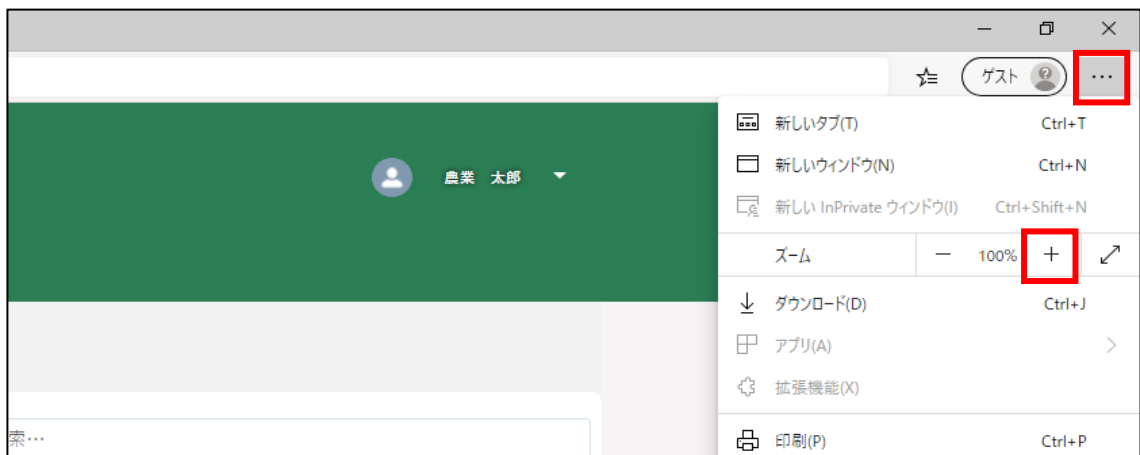 ゲスト
農業 太郎
新しいタブ(T) Ctrl+T
新しいウィンドウ(N) Ctrl+N
新しい InPrivate ウィンドウ(I) Ctrl+Shift+N
ズーム 100%
ダウンロード(D) Ctrl+J
アプリ(A)
拡張機能(X)
索…
印刷(P) Ctrl+P